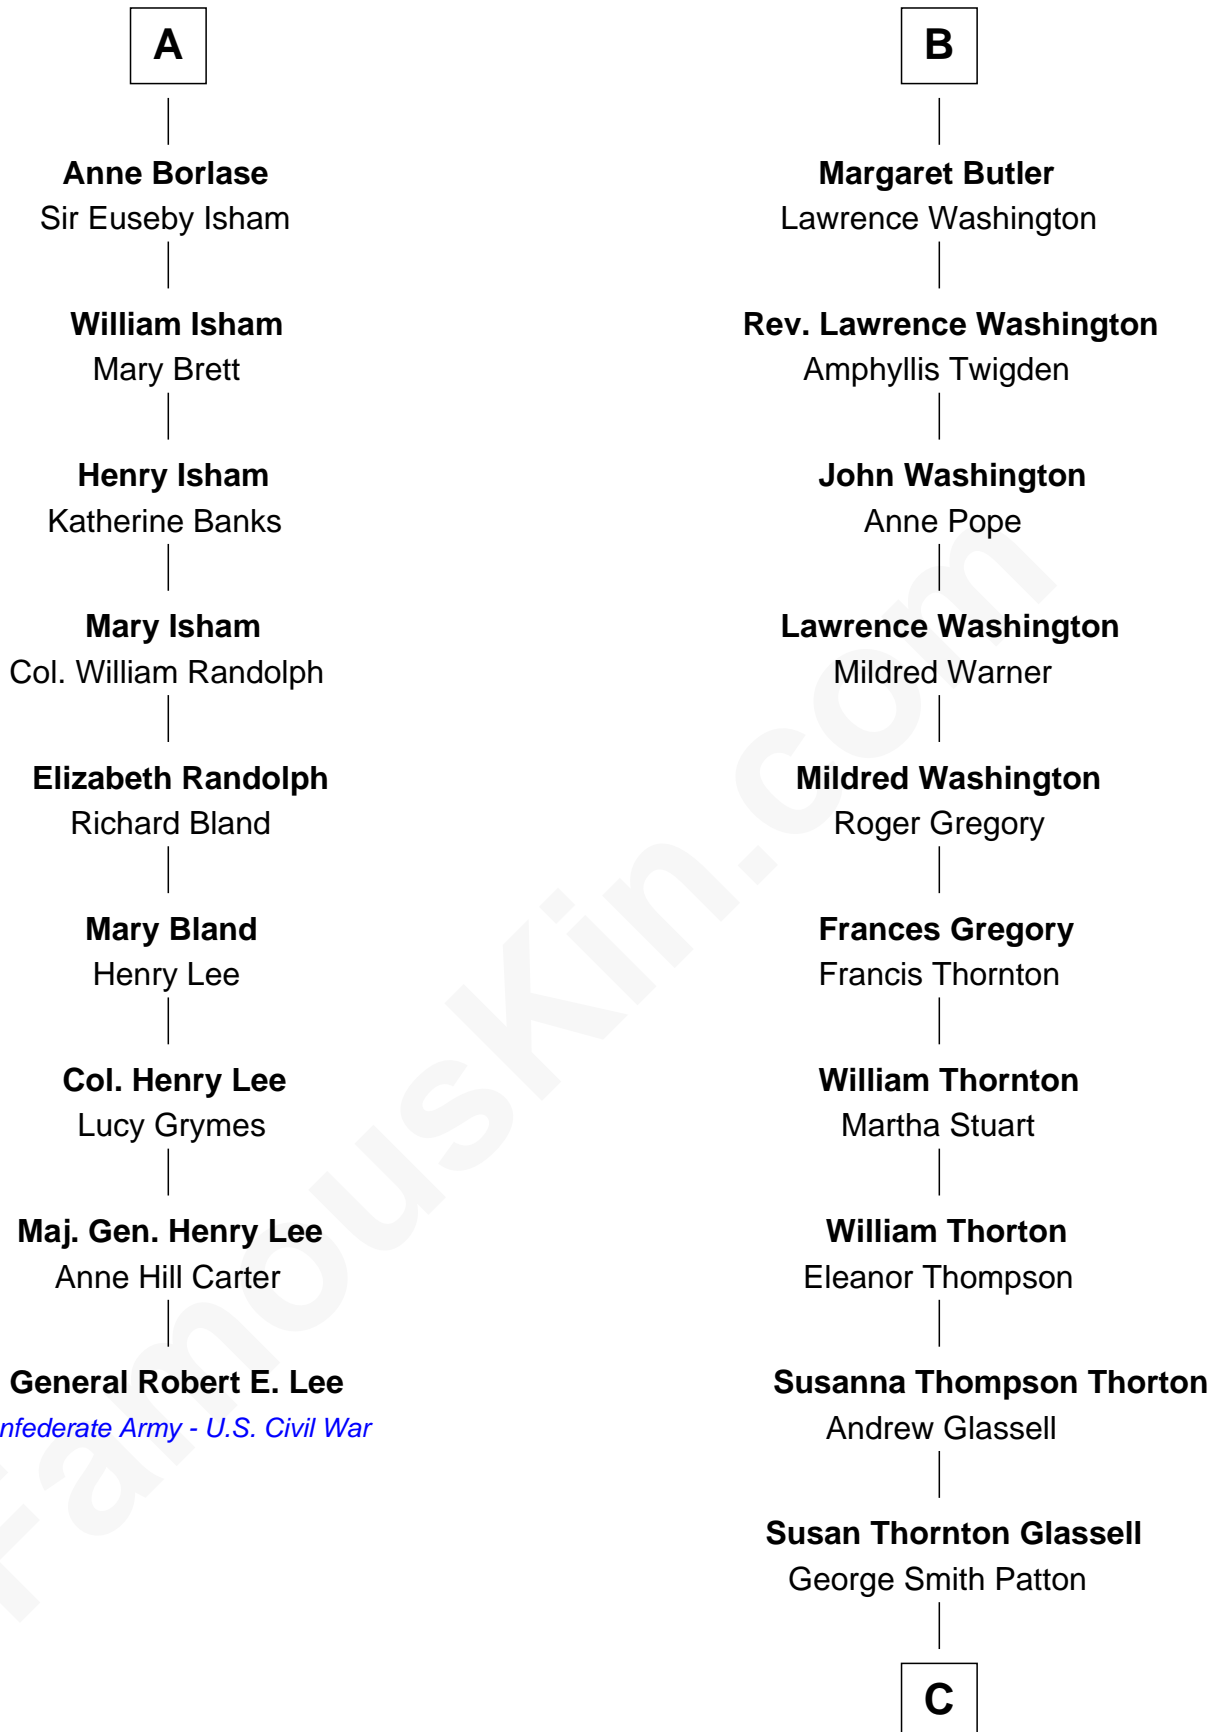 A
Anne Borlase
Sir Euseby Isham
William Isham
Mary Brett
Henry Isham
Katherine Banks
Mary Isham
Col. William Randolph
Elizabeth Randolph
Richard Bland
Mary Bland
Henry Lee
Col. Henry Lee
Lucy Grymes
Maj. Gen. Henry Lee
Anne Hill Carter
General Robert E. Lee
nfederate Army - U.S. Civil War
B
Margaret Butler
Lawrence Washington
Rev. Lawrence Washington
Amphyllis Twigden
John Washington
Anne Pope
Lawrence Washington
Mildred Warner
Mildred Washington
Roger Gregory
Frances Gregory
Francis Thornton
William Thornton
Martha Stuart
William Thorton
Eleanor Thompson
Susanna Thompson Thorton
Andrew Glassell
Susan Thornton Glassell
George Smith Patton
C
FamousKin.com